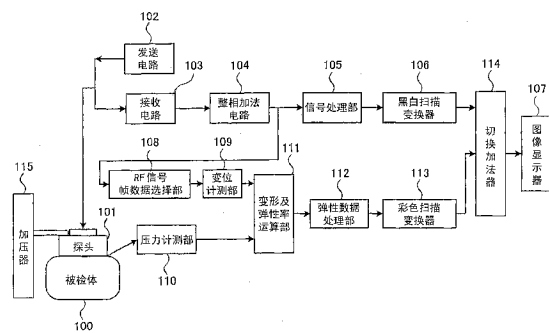 102
发送
电路
103
接收
电路
104
整相加法
电路
105
信号处理部
106
黑白扫描
变换器
114
切换加法器
107
图像显示器
108
RF信号
帧数据选择部
109
变位
计测部
111
变形及
弹性率
运算部
112
弹性数据
处理部
113
彩色扫描
变换器
115
加压器
101
探头
被检体
100
压力计测部
110